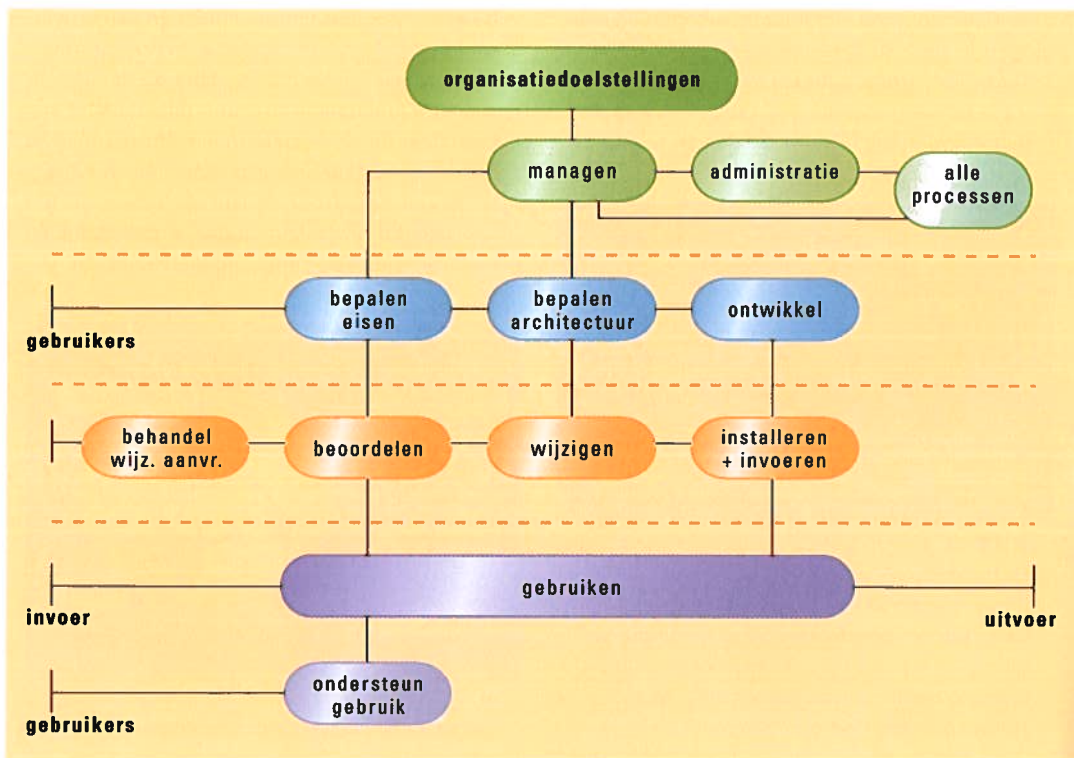 organisatiedoelstellingen
managen
administratie
alle
processen
bepalen
eisen
bepalen
architectuur
ontwikkel
gebruikers
behandel
wijz. aanvr.
beoordelen
wijzigen
installeren
+ invoeren
gebruiken
invoer
uitvoer
ondersteun
gebruik
gebruikers